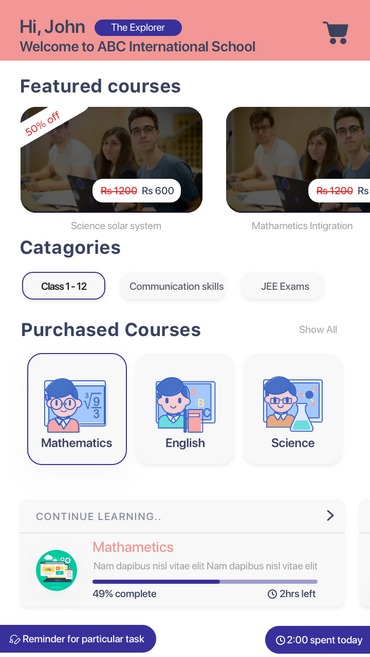 Hi, John The Explorer
Welcome to ABC International School
Featured courses
50% off
Rs 1200 Rs 600
Rs 1200 Rs
Science solar system
Mathametics Intigration
Catagories
Class 1 - 12
Communication skills
JEE Exams
Purchased Courses
Show All
3√9/3
BC
Mathematics
English
Science
CONTINUE LEARNING..
Mathametics
Nam dapibus nisl vitae elit Nam dapibus nisl vitae elit
49% complete
2hrs left
Reminder for particular task
2:00 spent today